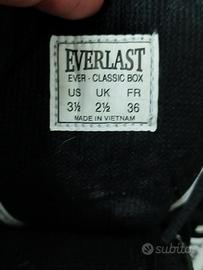 EVERLAST
EVER - CLASSIC BOX
US UK FR
3½ 2½ 36
MADE IN VIETNAM
subito